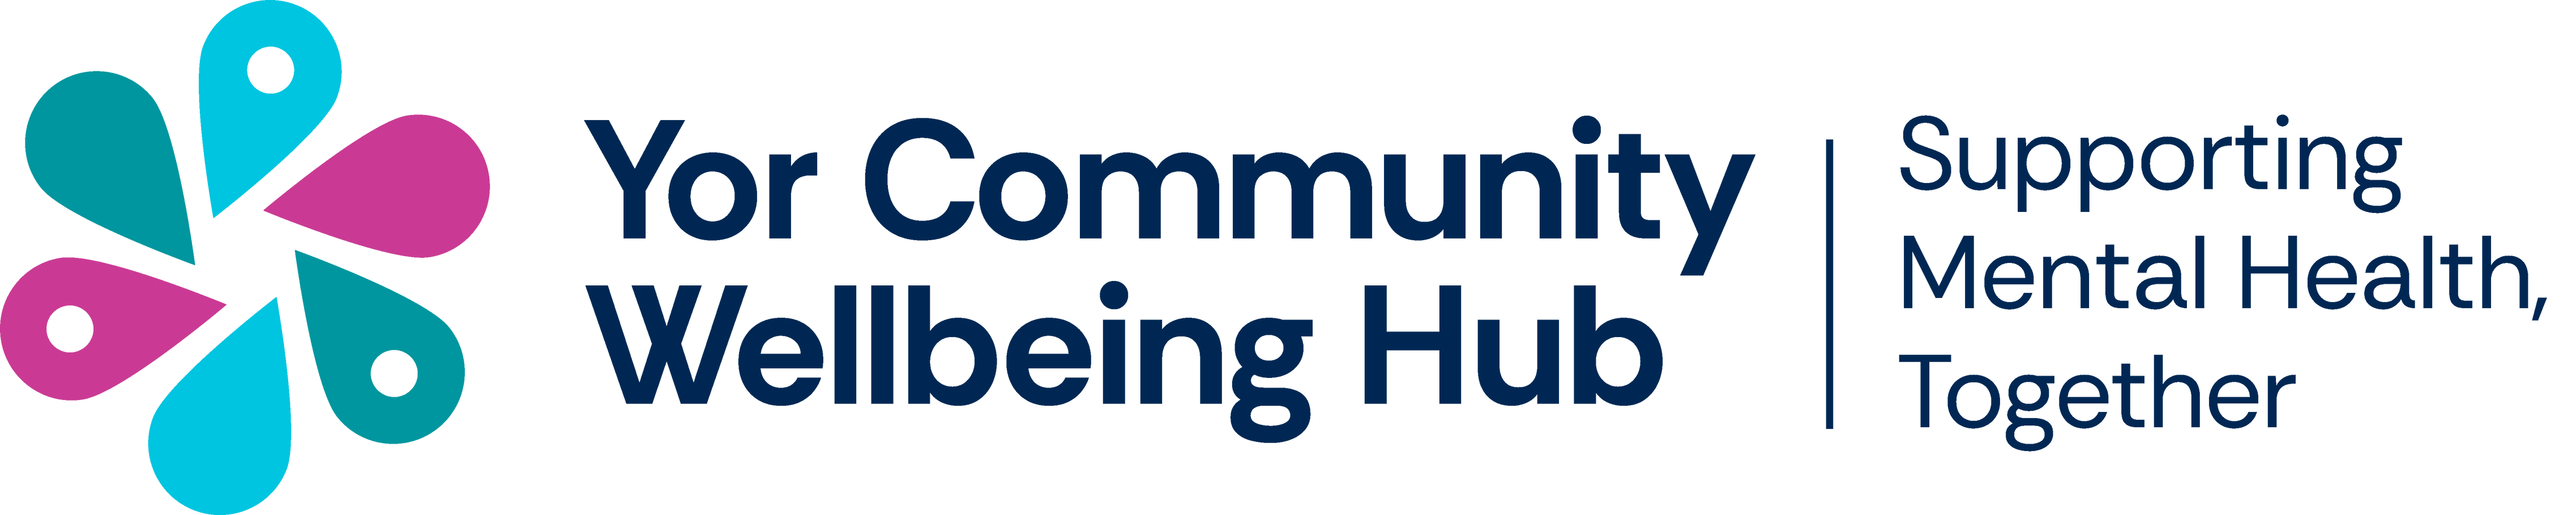 Yor Community
Wellbeing Hub
Supporting
Mental Health,
Together